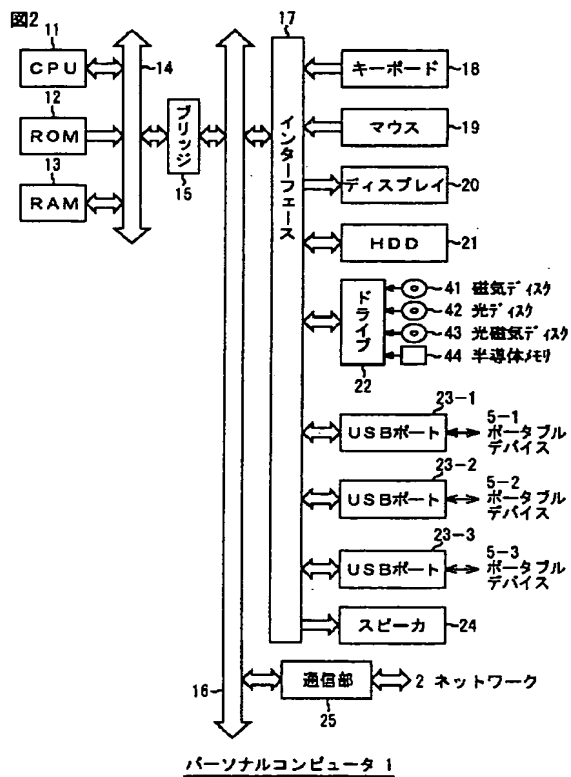 図2
11
CPU
14
12
ROM
13
RAM
ブリッジ
15
16
17
インターフェース
キーボード
18
マウス
19
ディスプレイ
20
HDD
21
ドライブ
22
41 磁気ディスク
42 光ディスク
43 光磁気ディスク
44 半導体メモリ
23-1
USBポート
5-1
ポータブル
デバイス
23-2
USBポート
5-2
ポータブル
デバイス
23-3
USBポート
5-3
ポータブル
デバイス
スピーカ
24
通信部
25
2 ネットワーク
パーソナルコンピュータ 1